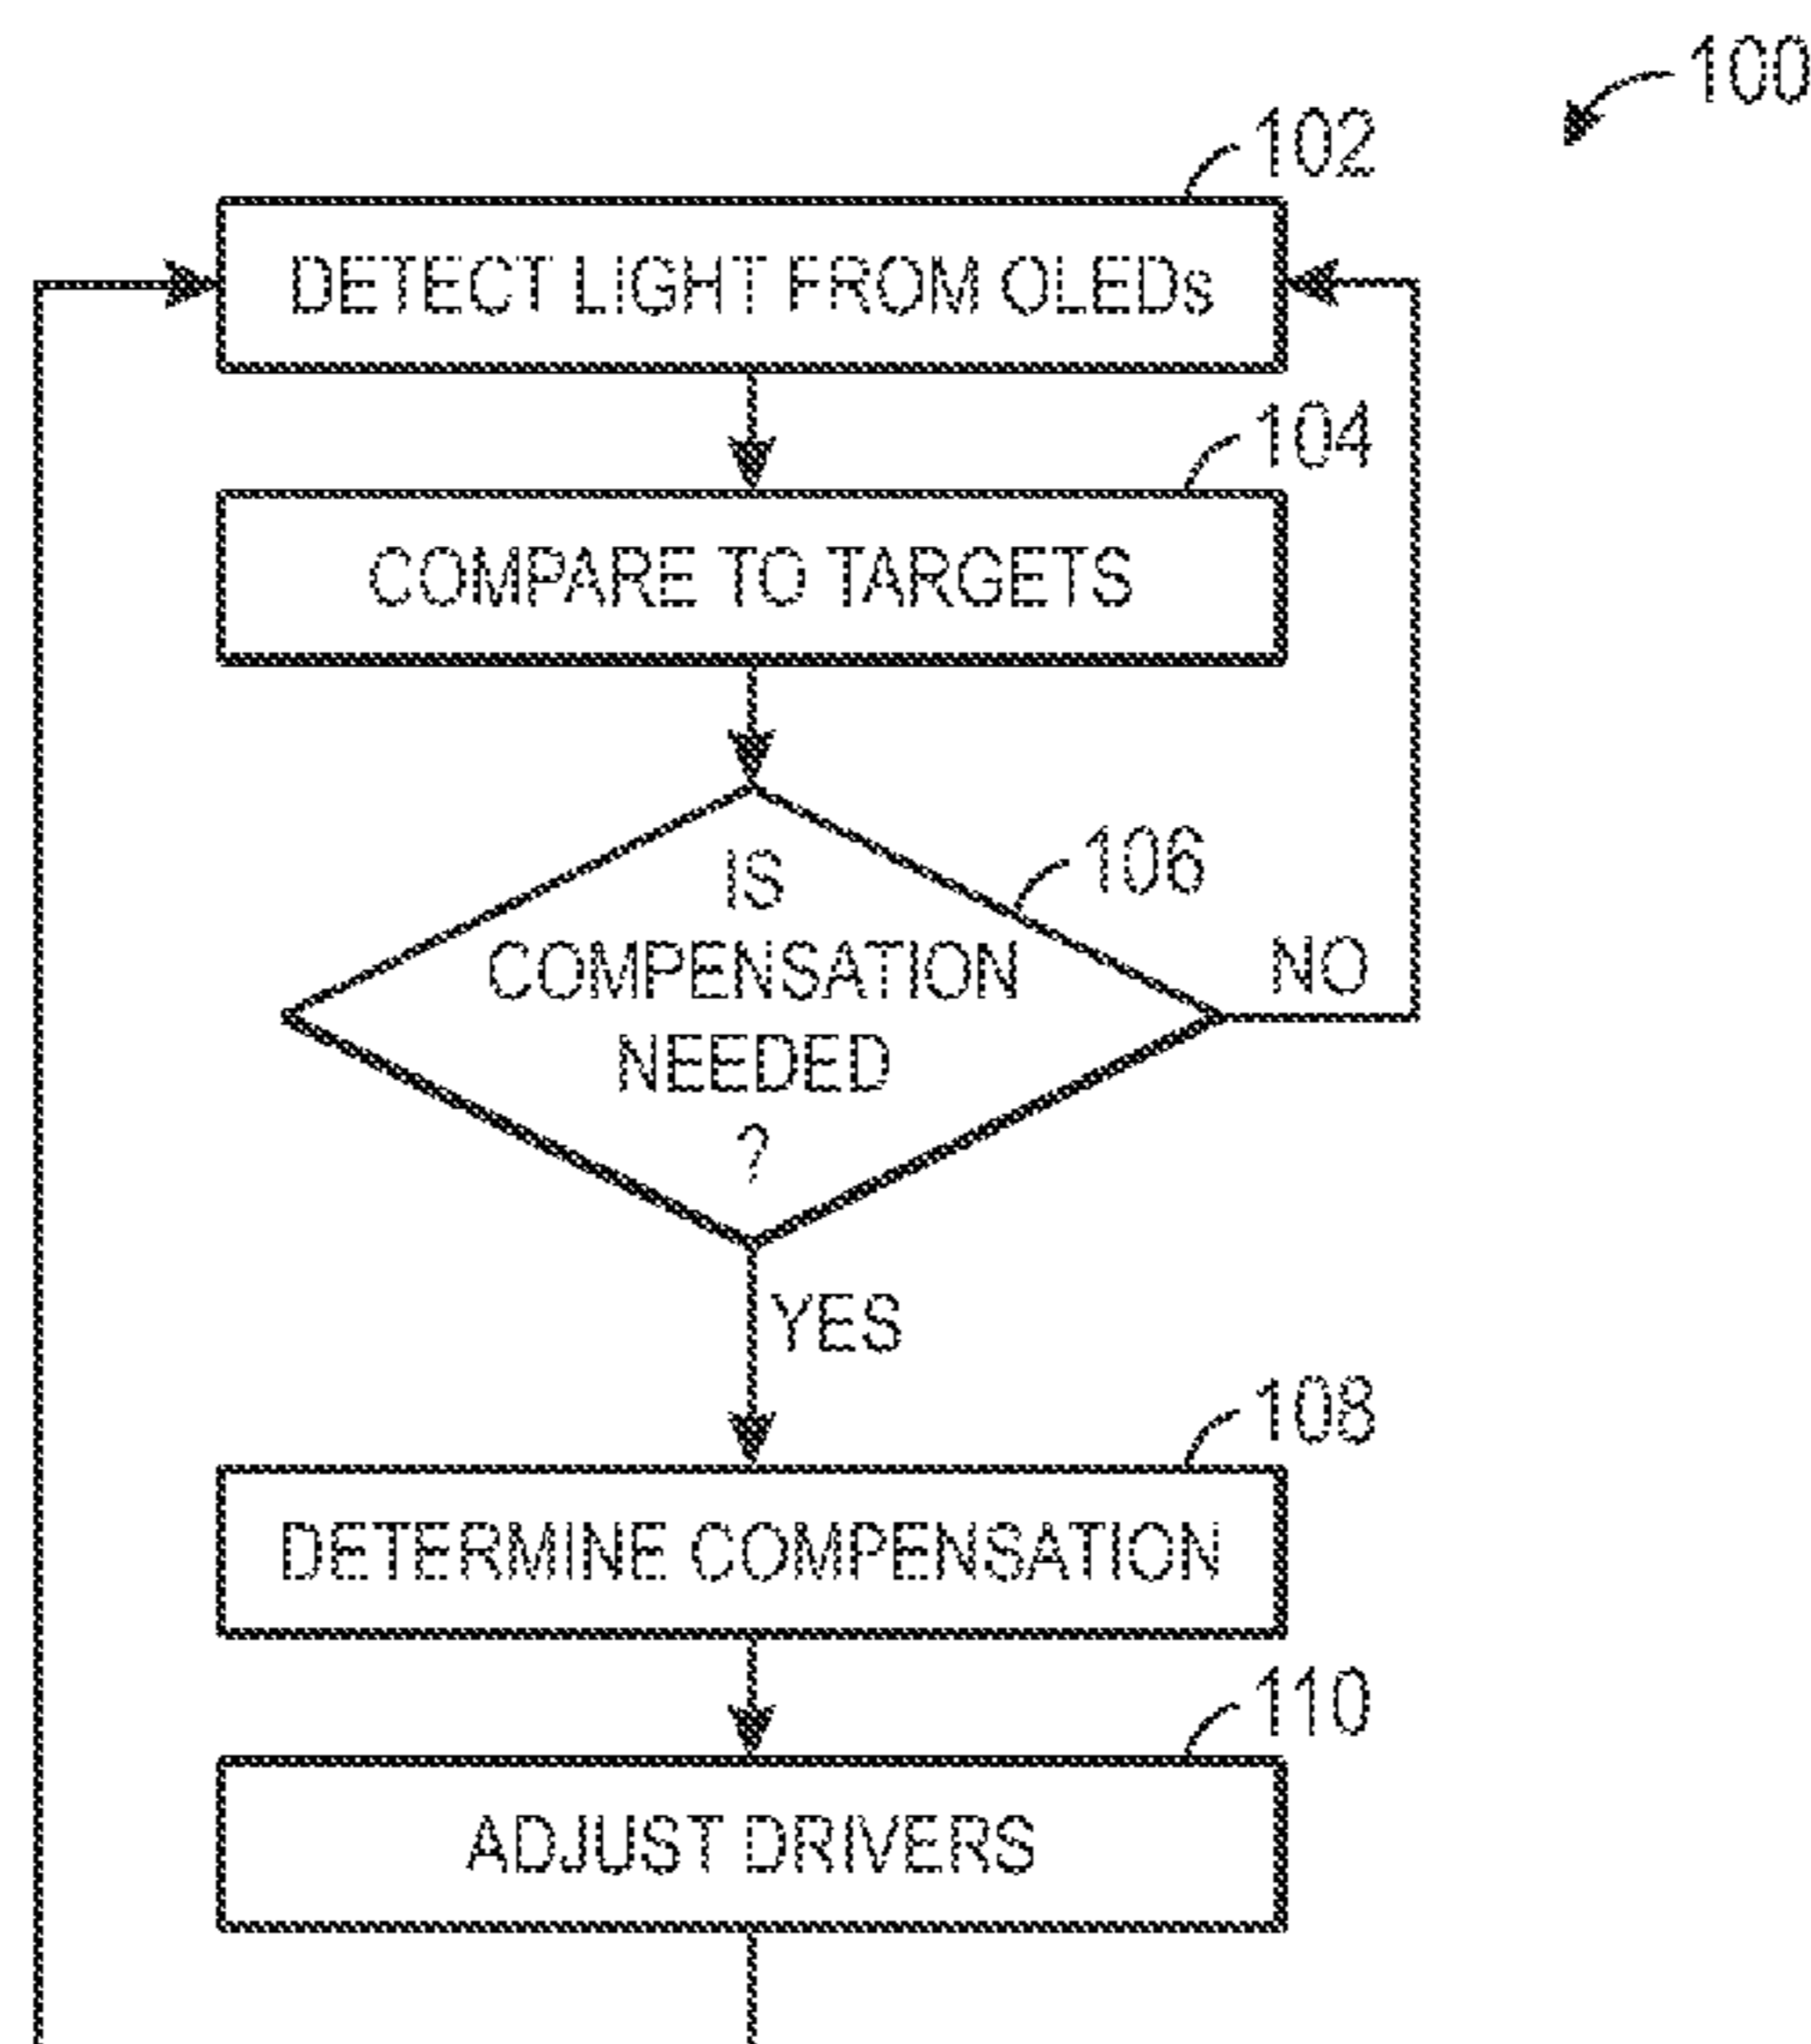 100
102
DETECT LIGHT FROM OLEDs
104
COMPARE TO TARGETS
106
IS
COMPENSATION
NEEDED
?
NO
YES
108
DETERMINE COMPENSATION
110
ADJUST DRIVERS